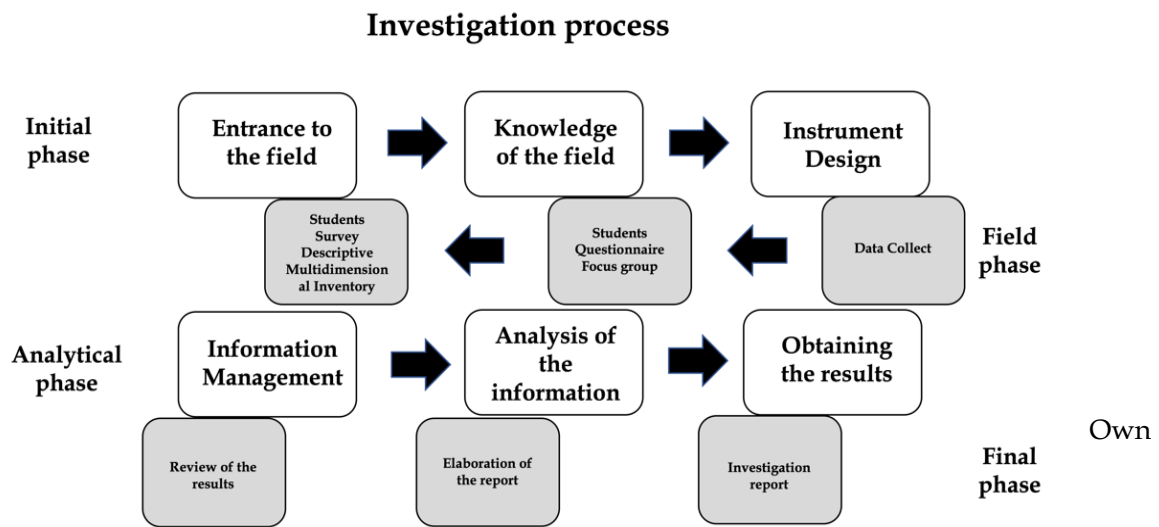 Investigation process
Initial
phase
Entrance to
the field
Knowledge
of the field
Instrument
Design
Students
Survey
Descriptive
Multidimension
al Inventory
Students
Questionnaire
Focus group
Data Collect
Field
phase
Analytical
phase
Information
Management
Analysis of
the
information
Obtaining
the results
Own
Review of the
results
Elaboration of
the report
Investigation
report
Final
phase